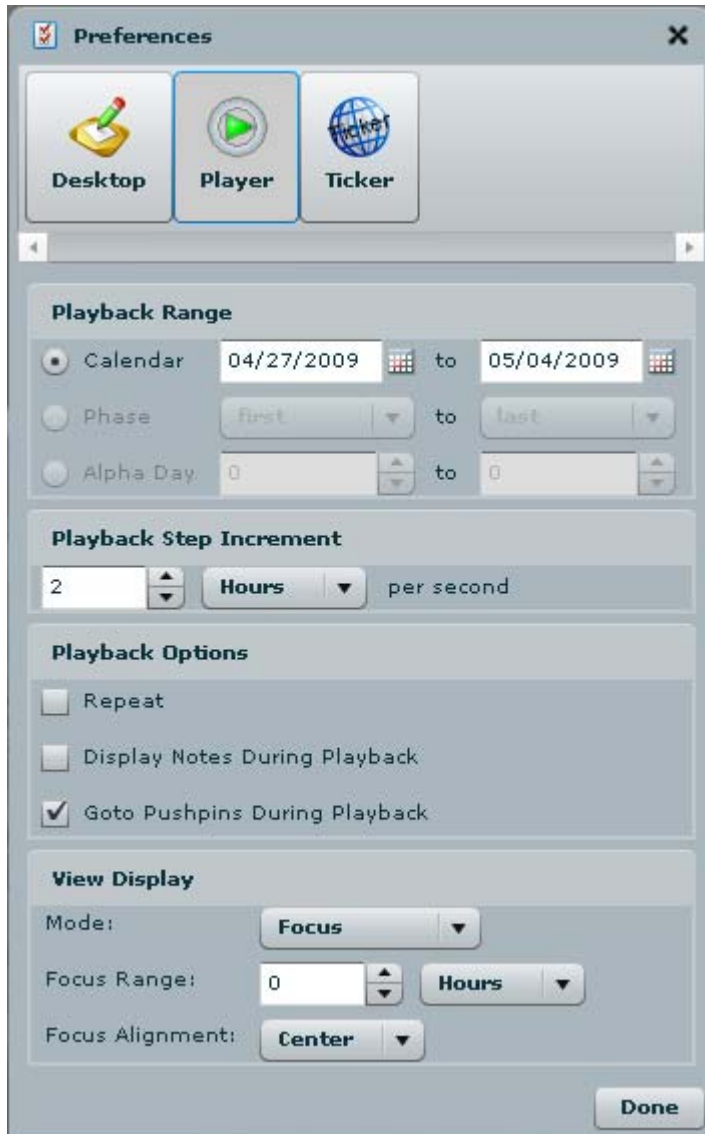 Preferences
Desktop Player Ticker
Ticker
Playback Range
Calendar 04/27/2009 to 05/04/2009
Phase first to last
Alpha Day 0 to 0
Playback Step Increment
2 Hours per second
Playback Options
Repeat
Display Notes During Playback
Goto Pushpins During Playback
View Display
Mode: Focus
Focus Range: 0 Hours
Focus Alignment: Center
Done